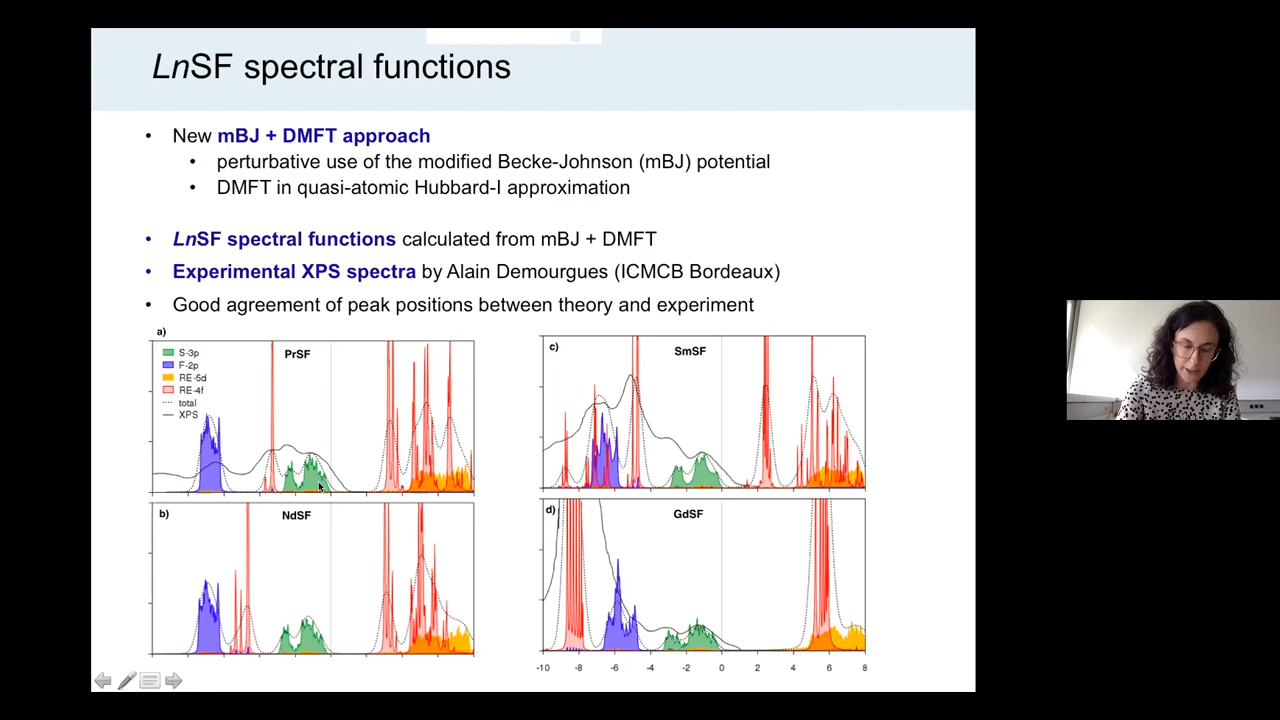 LnSF spectral functions
• New mBJ + DMFT approach
• perturbative use of the modified Becke-Johnson (mBJ) potential
• DMFT in quasi-atomic Hubbard-I approximation
• LnSF spectral functions calculated from mBJ + DMFT
• Experimental XPS spectra by Alain Demourgues (ICMCB Bordeaux)
• Good agreement of peak positions between theory and experiment
a)
PrSF
S-3p
F-2p
RE-5d
RE-4f
total
XPS
c)
SmSF
b)
NdSF
d)
GdSF
-10 -8 -6 -4 -2 0 2 4 6 8